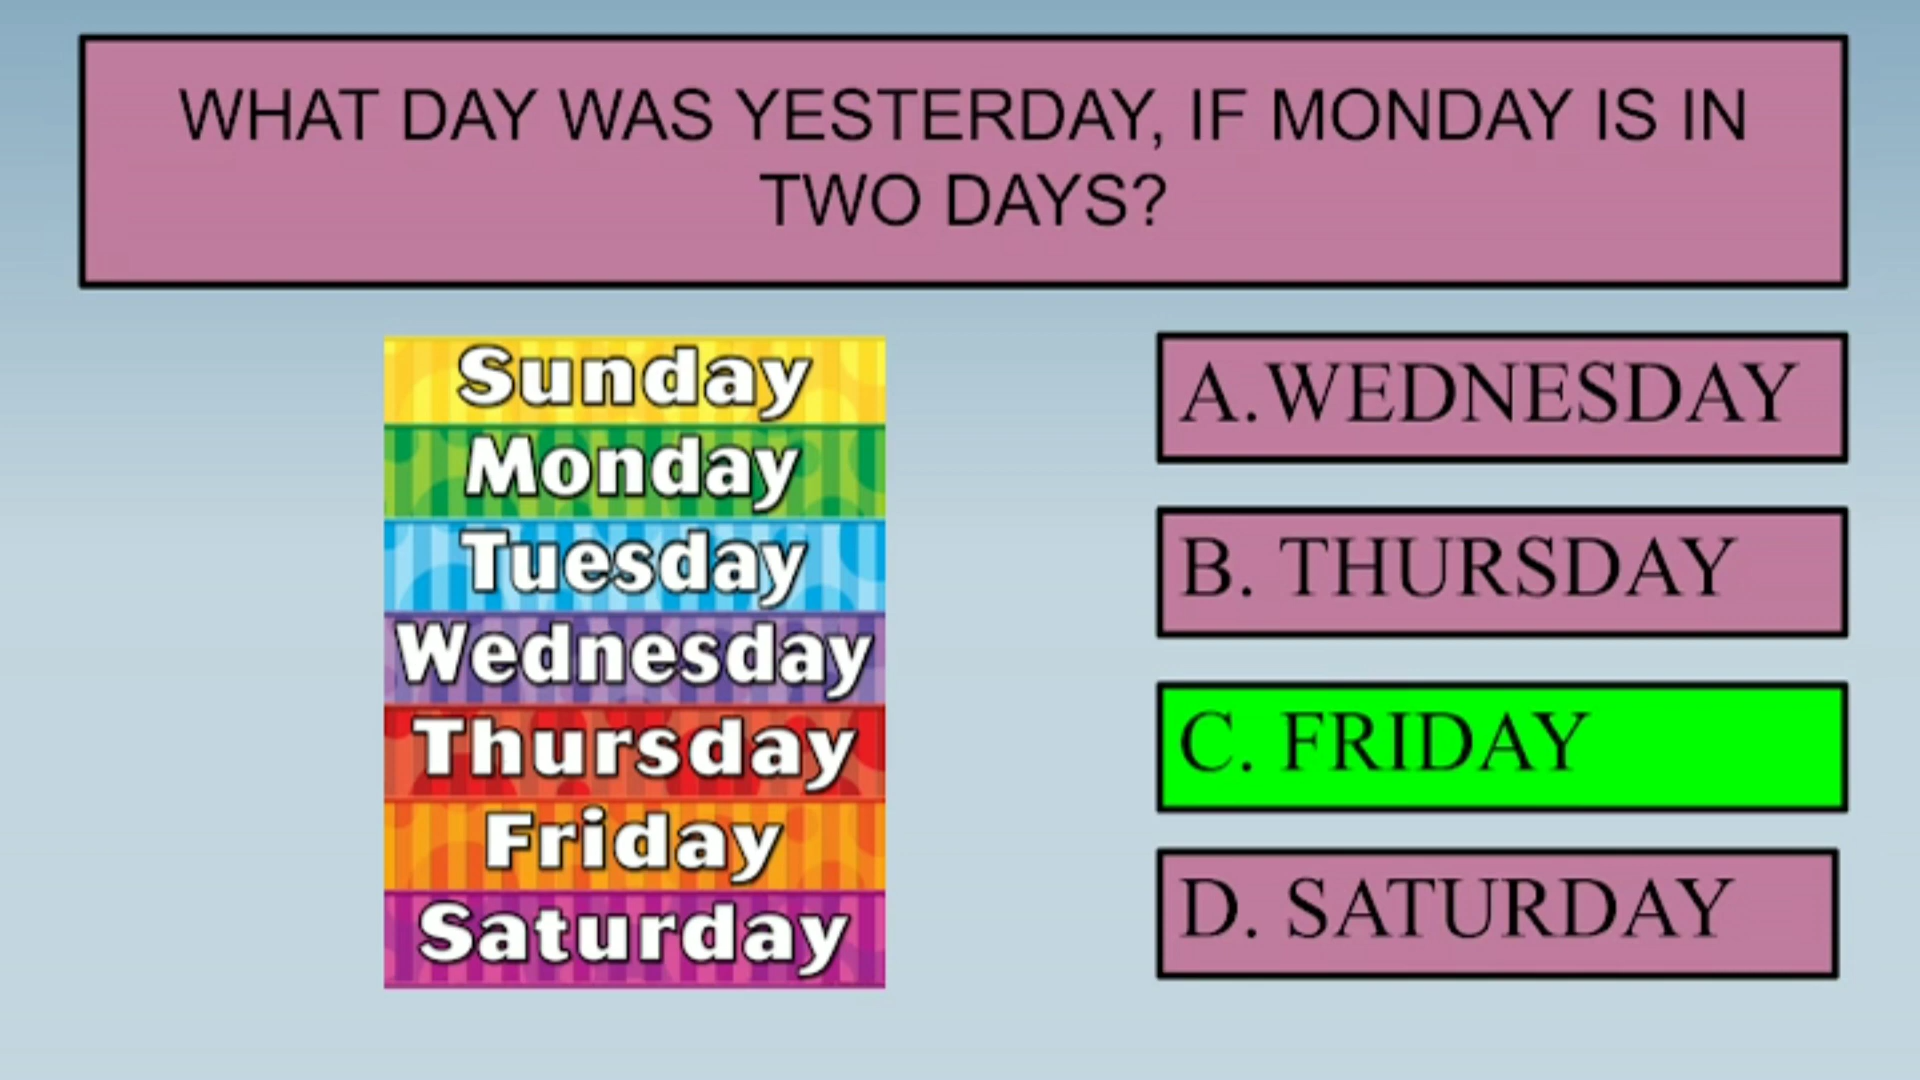 WHAT DAY WAS YESTERDAY, IF MONDAY IS IN
TWO DAYS?
Sunday
Monday
Tuesday
Wednesday
Thursday
Friday
Saturday
A.WEDNESDAY
B. THURSDAY
C. FRIDAY
D. SATURDAY